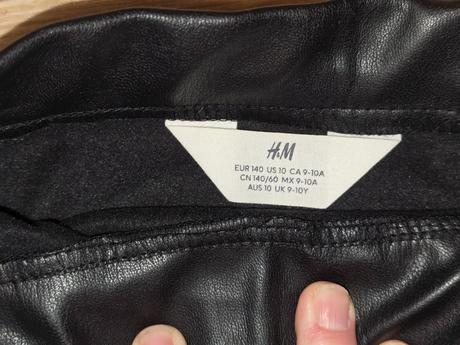 H&M
EUR 140 US 10 CA 9-10A
CN 140/60 MX 9-10A
AUS 10 UK 9-10Y